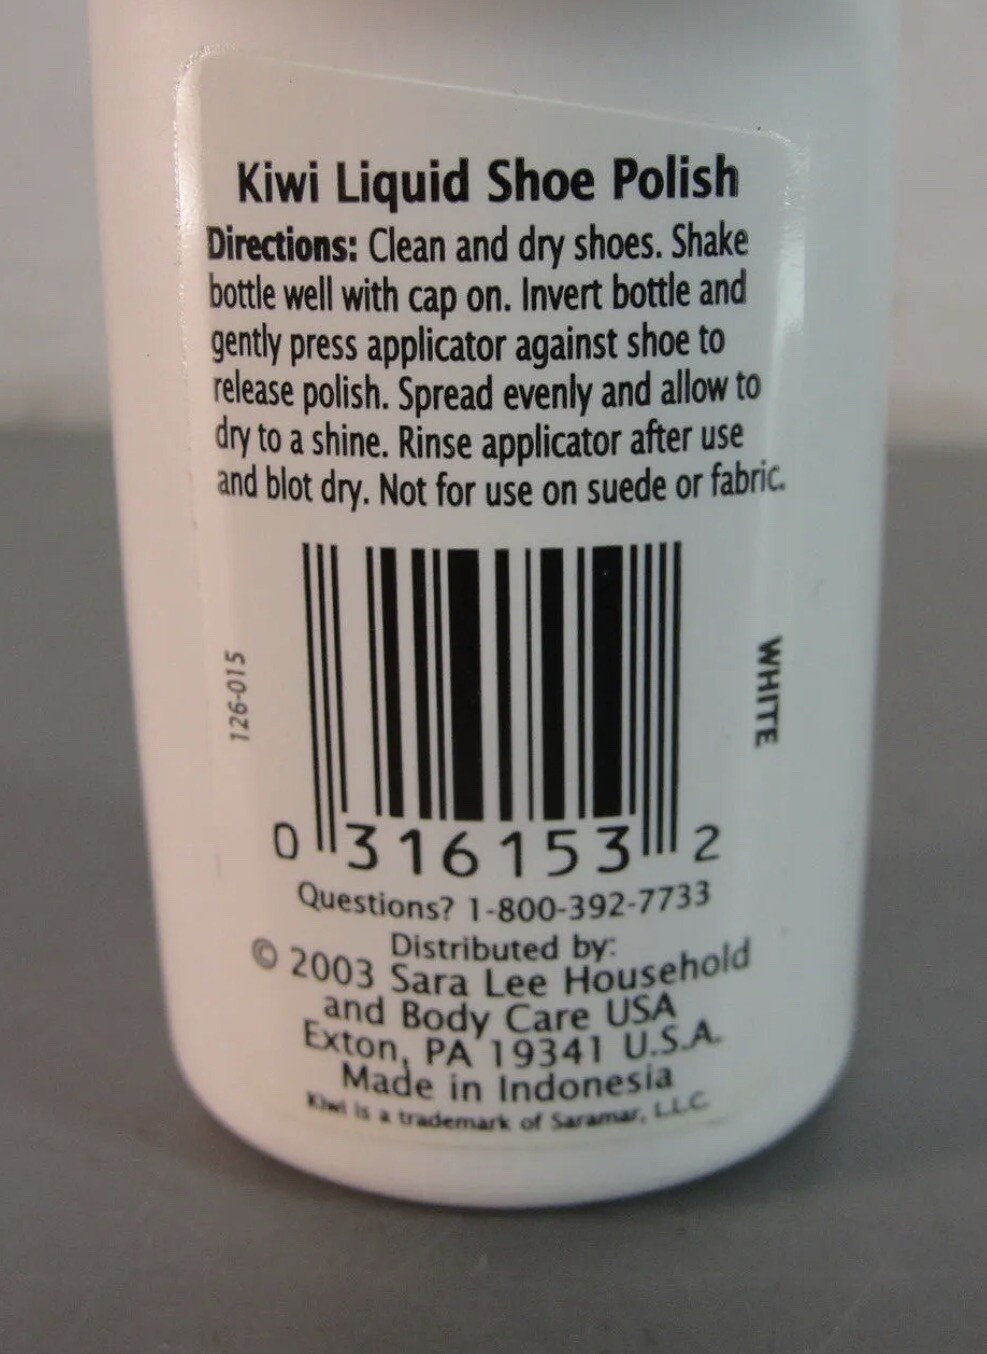 Kiwi Liquid Shoe Polish
Directions: Clean and dry shoes. Shake
bottle well with cap on. Invert bottle and
gently press applicator against shoe to
release polish. Spread evenly and allow to
dry to a shine. Rinse applicator after use
and blot dry. Not for use on suede or fabric.
126-015
WHITE
0 316153 2
Questions? 1-800-392-7733
Distributed by:
© 2003 Sara Lee Household
and Body Care USA
Exton, PA 19341 U.S.A.
Made in Indonesia
Kiwi is a trademark of Saramar, L.L.C.